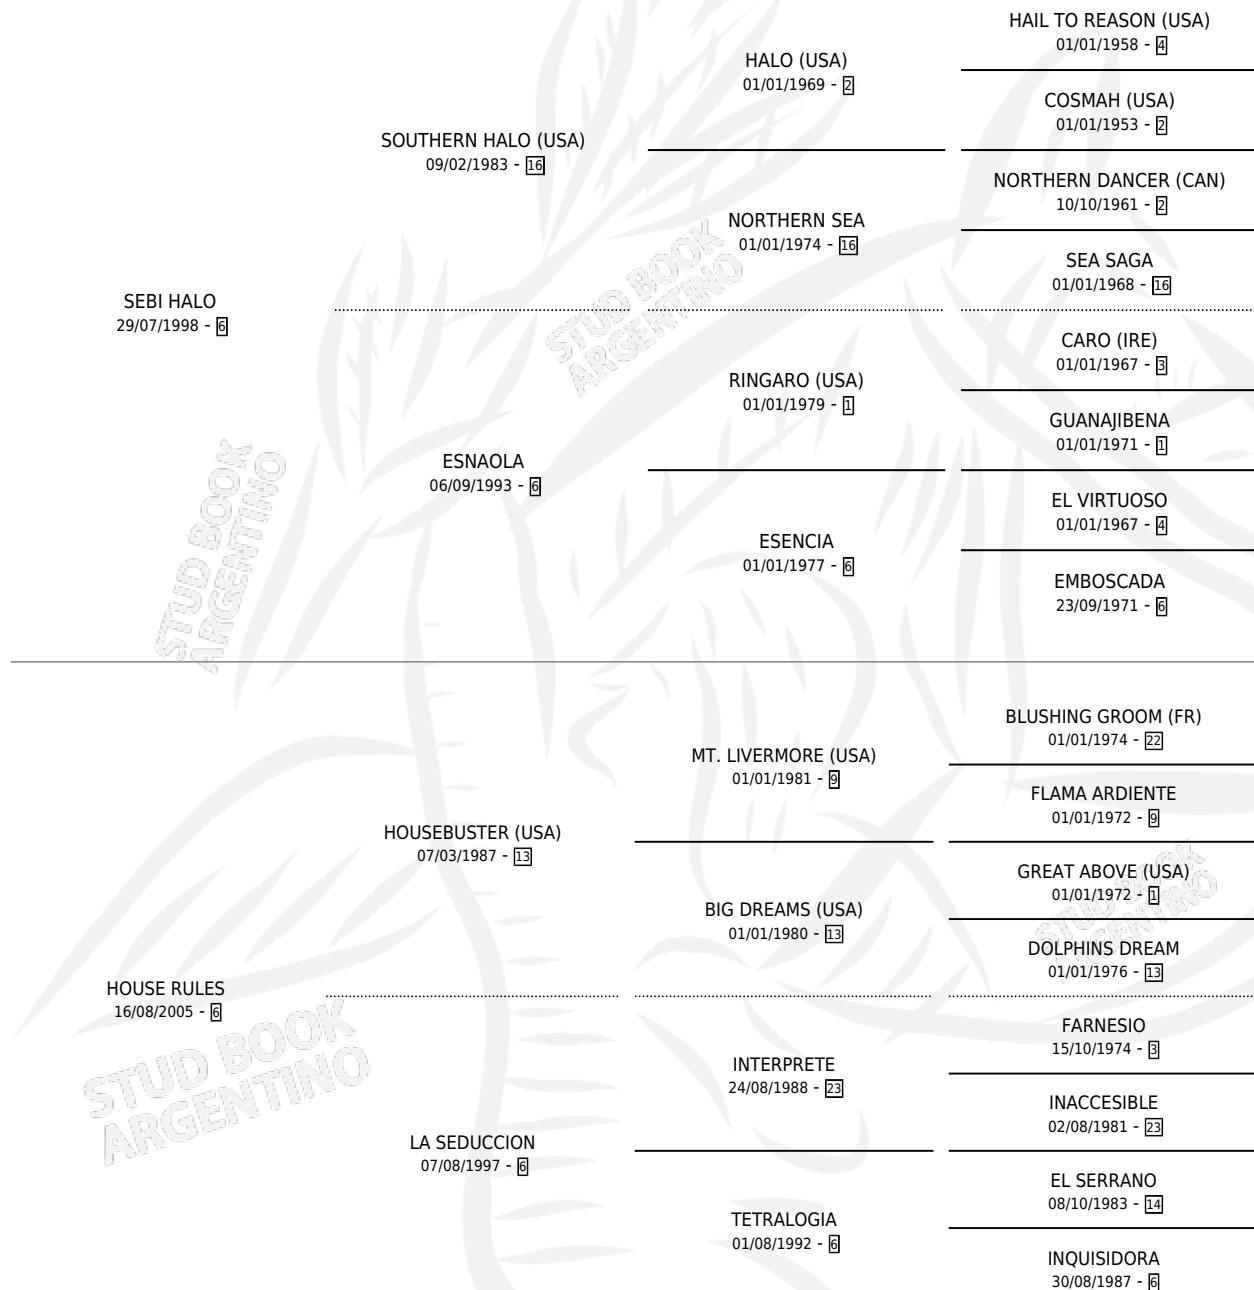 HAIL TO REASON (USA)
01/01/1958 - 4
HALO (USA)
01/01/1969 - 2
COSMAH (USA)
01/01/1953 - 2
SOUTHERN HALO (USA)
09/02/1983 - 16
NORTHERN DANCER (CAN)
10/10/1961 - 2
NORTHERN SEA
01/01/1974 - 16
SEA SAGA
01/01/1968 - 16
SEBI HALO
29/07/1998 - 6
CARO (IRE)
01/01/1967 - 3
RINGARO (USA)
01/01/1979 - 1
GUANAJIBENA
01/01/1971 - 1
ESNAOLA
06/09/1993 - 6
EL VIRTUOSO
01/01/1967 - 4
ESENCIA
01/01/1977 - 6
EMBOSCADA
23/09/1971 - 6
BLUSHING GROOM (FR)
01/01/1974 - 22
MT. LIVERMORE (USA)
01/01/1981 - 9
FLAMA ARDIENTE
01/01/1972 - 9
HOUSEBUSTER (USA)
07/03/1987 - 13
GREAT ABOVE (USA)
01/01/1972 - 1
BIG DREAMS (USA)
01/01/1980 - 13
DOLPHINS DREAM
01/01/1976 - 13
HOUSE RULES
16/08/2005 - 6
FARNESIO
15/10/1974 - 3
INTERPRETE
24/08/1988 - 23
INACCESIBLE
02/08/1981 - 23
LA SEDUCCION
07/08/1997 - 6
EL SERRANO
08/10/1983 - 14
TETRALOGIA
01/08/1992 - 6
INQUISIDORA
30/08/1987 - 6
STUD BOOK
ARGENTINO
STUD BOOK
ARGENTINO
STUD BOOK
ARGENTINO
STUD BOOK
ARGENTINO